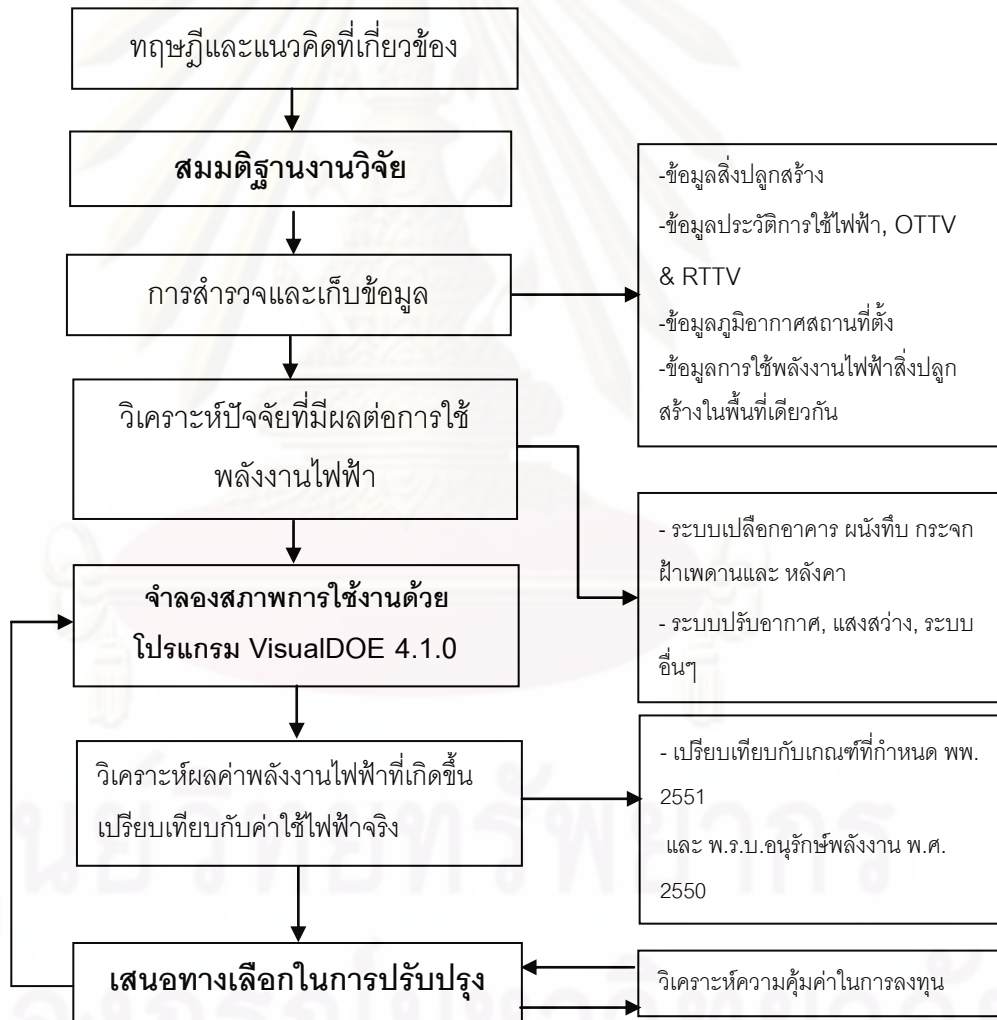 ทฤษฎีและแนวคิดที่เกี่ยวข้อง
สมมติฐานงานวิจัย
การสำรวจและเก็บข้อมูล
-ข้อมูลสิ่งปลูกสร้าง
-ข้อมูลประวัติการใช้ไฟฟ้า, OTTV
& RTTV
-ข้อมูลภูมิอากาศสถานที่ตั้ง
-ข้อมูลการใช้พลังงานไฟฟ้าสิ่งปลูก
สร้างในพื้นที่เดียวกัน
วิเคราะห์ปัจจัยที่มีผลต่อการใช้
พลังงานไฟฟ้า
- ระบบเปลือกอาคาร ผนังทึบ กระจก
ฝ้าเพดานและ หลังคา
- ระบบปรับอากาศ, แสงสว่าง, ระบบ
อื่นๆ
จำลองสภาพการใช้งานด้วย
โปรแกรม VisualDOE 4.1.0
วิเคราะห์ผลค่าพลังงานไฟฟ้าที่เกิดขึ้น
เปรียบเทียบกับค่าใช้ไฟฟ้าจริง
- เปรียบเทียบกับเกณฑ์ที่กำหนด พพ.
2551
และ พ.ร.บ.อนุรักษ์พลังงาน พ.ศ.
2550
เสนอทางเลือกในการปรับปรุง
วิเคราะห์ความคุ้มค่าในการลงทุน